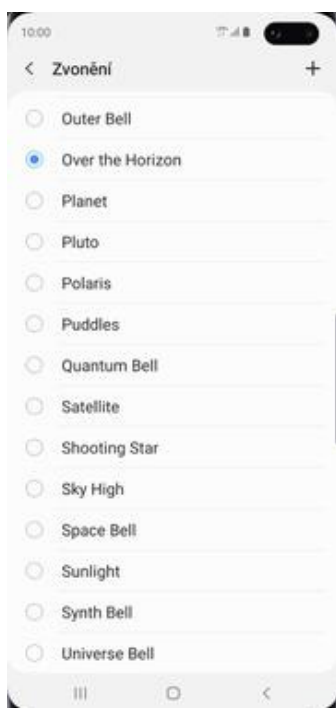 10:00
Zvonění
Outer Bell
Over the Horizon
Planet
Pluto
Polaris
Puddles
Quantum Bell
Satellite
Shooting Star
Sky High
Space Bell
Sunlight
Synth Bell
Universe Bell